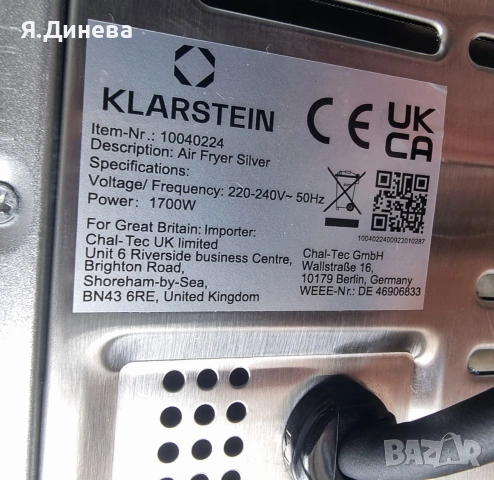 Я.Динева
KLARSTEIN
CE UK
CA
Item-Nr.: 10040224
Description: Air Fryer Silver
Specifications:
Voltage/ Frequency: 220-240V~ 50Hz
Power: 1700W
1004022400922010287
For Great Britain: Importer:
Chal-Tec UK limited
Unit 6 Riverside business Centre,
Brighton Road,
Shoreham-by-Sea,
BN43 6RE, United Kingdom
Chal-Tec GmbH
Wallstraße 16,
10179 Berlin, Germany
WEEE-Nr.: DE 46906833
BAZAR